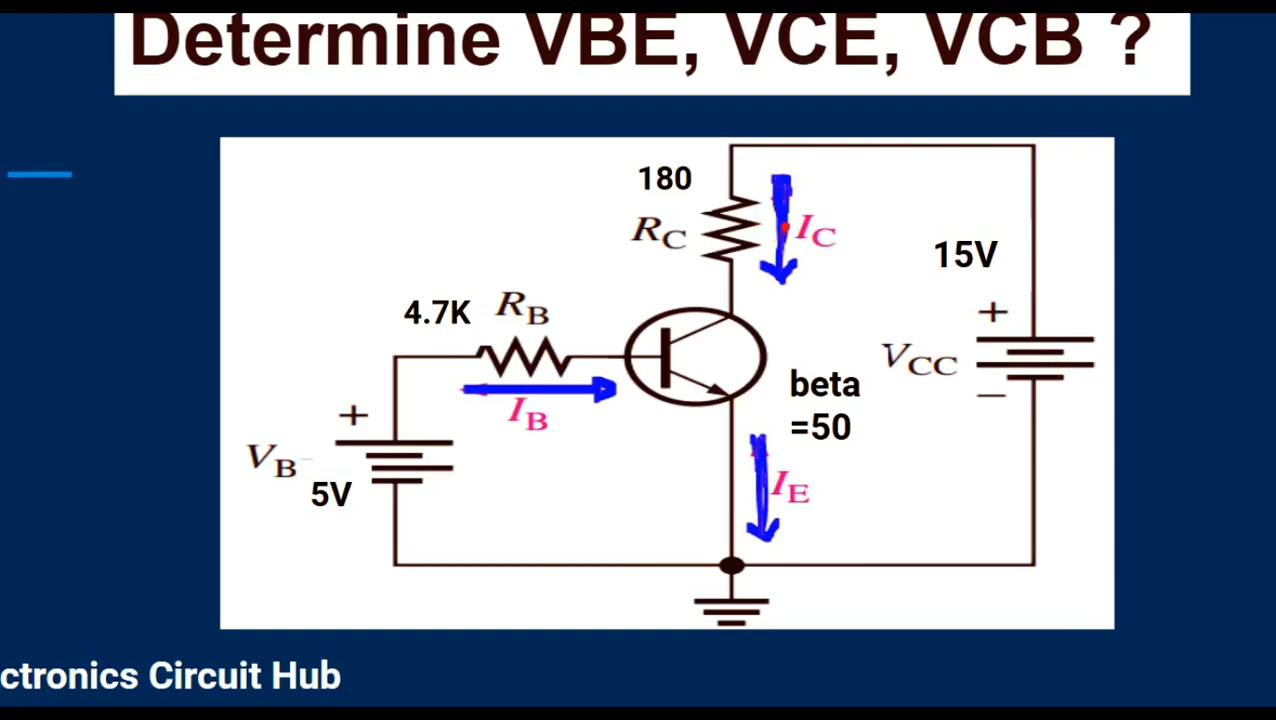 Determine VBE, VCE, VCB ?
180
RC
IC
15V
+
4.7K RB
VCC
beta
=50
−
IB
+
VB
5V
IE
ctronics Circuit Hub